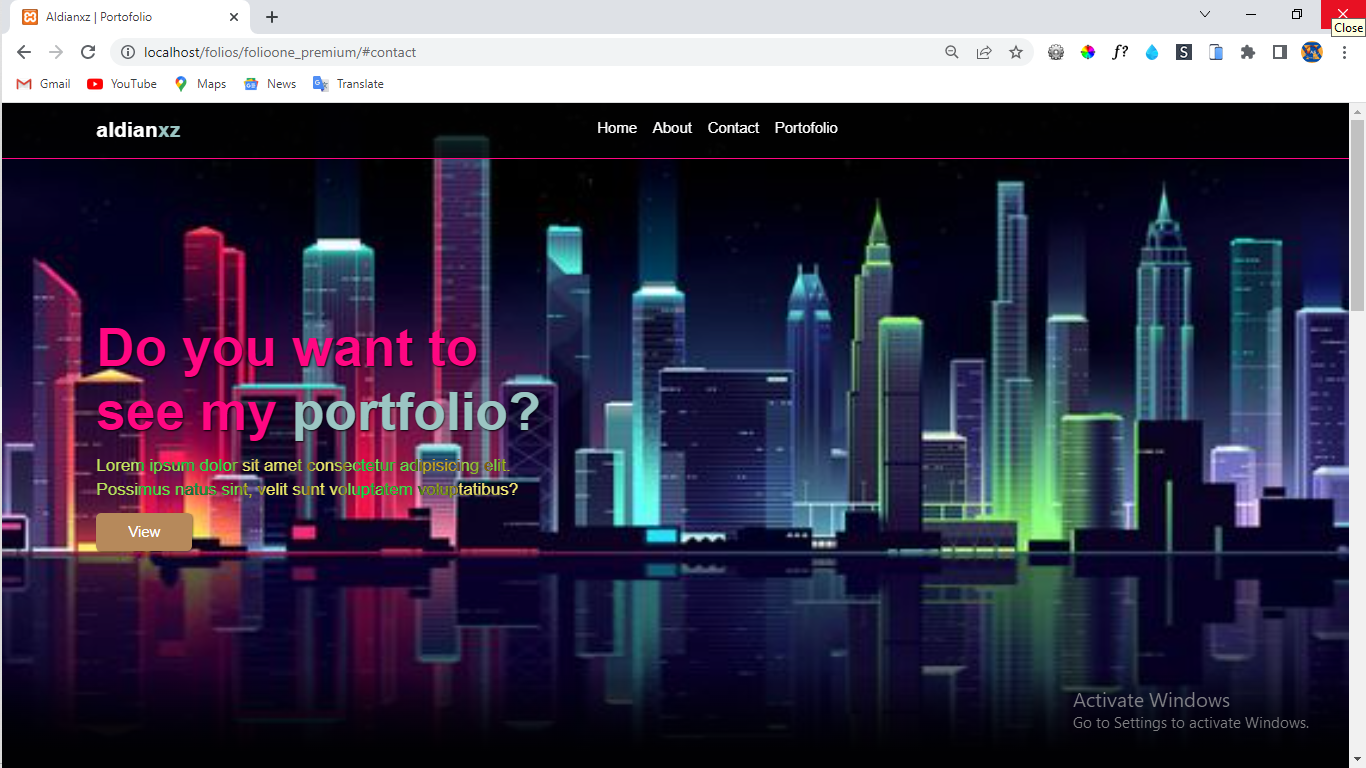 Aldianxz | Portofolio
Close
localhost/folios/folioone_premium/#contact
f?
S
Gmail
YouTube
Maps
News
Translate
aldianxz
Home
About
Contact
Portofolio
Do you want to
see my portfolio?
Lorem ipsum dolor sit amet consectetur adipisicing elit.
Possimus natus sint, velit sunt voluptatem voluptatibus?
View
Activate Windows
Go to Settings to activate Windows.